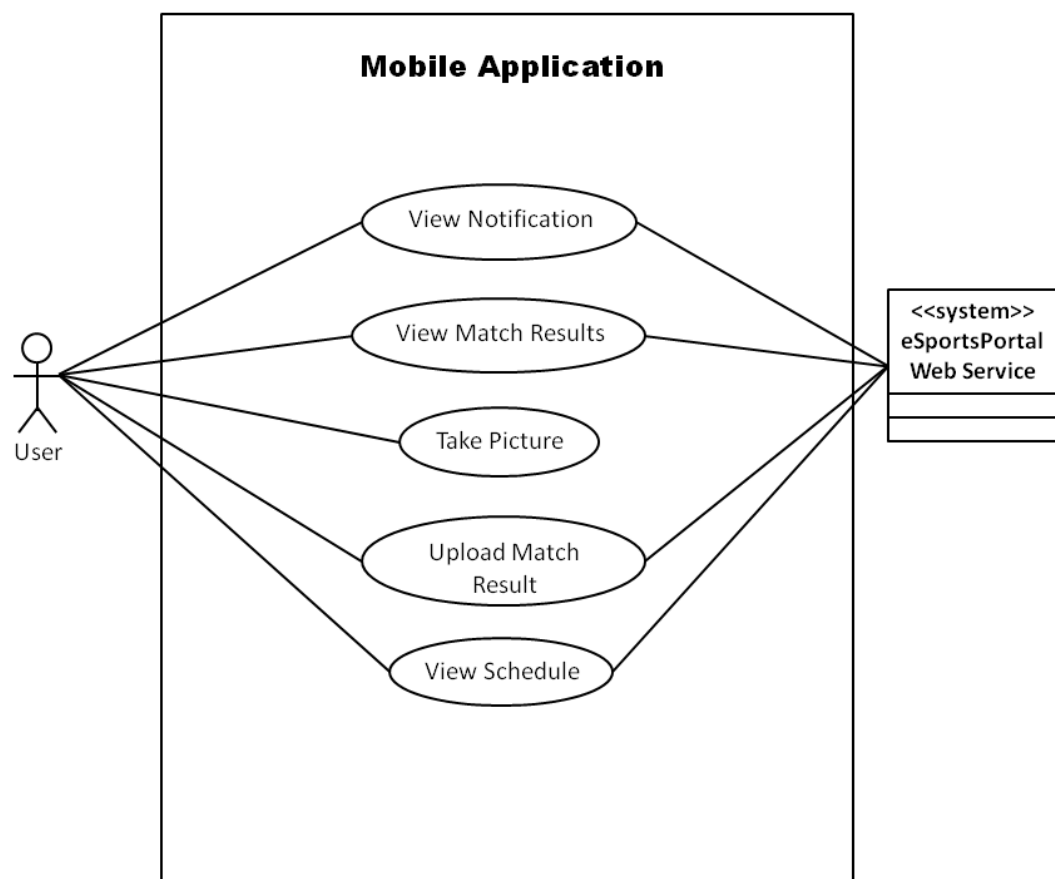 Mobile Application
View Notification
View Match Results
Take Picture
Upload Match
Result
View Schedule
User
<<system>>
eSportsPortal
Web Service